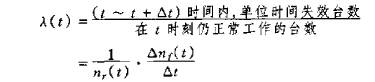 λ(t) = (t ~ t + Δt) 时间内,单位时间失效台数 / 在 t 时刻仍正常工作的台数
= 1 / n_r(t) · Δn_f(t) / Δt